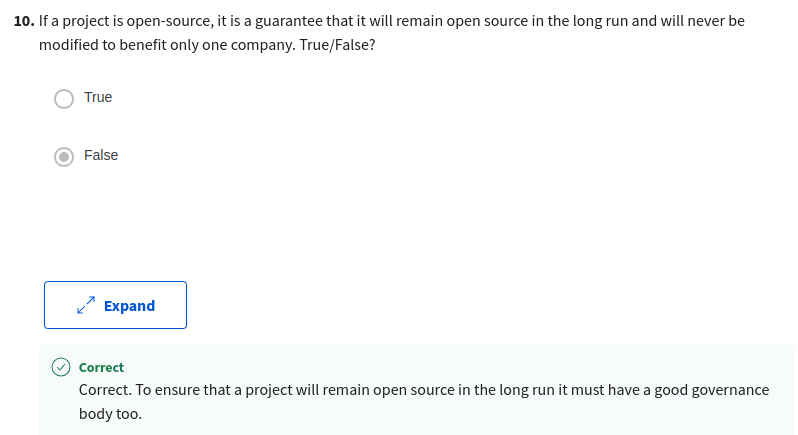 10. If a project is open-source, it is a guarantee that it will remain open source in the long run and will never be
modified to benefit only one company. True/False?
True
False
Expand
Correct
Correct. To ensure that a project will remain open source in the long run it must have a good governance
body too.